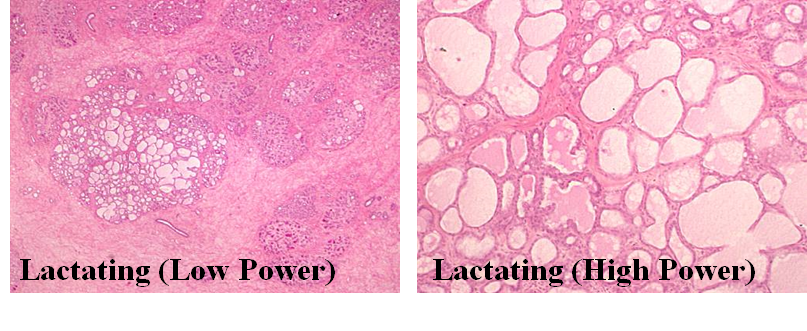 Lactating (Low Power)
Lactating (High Power)